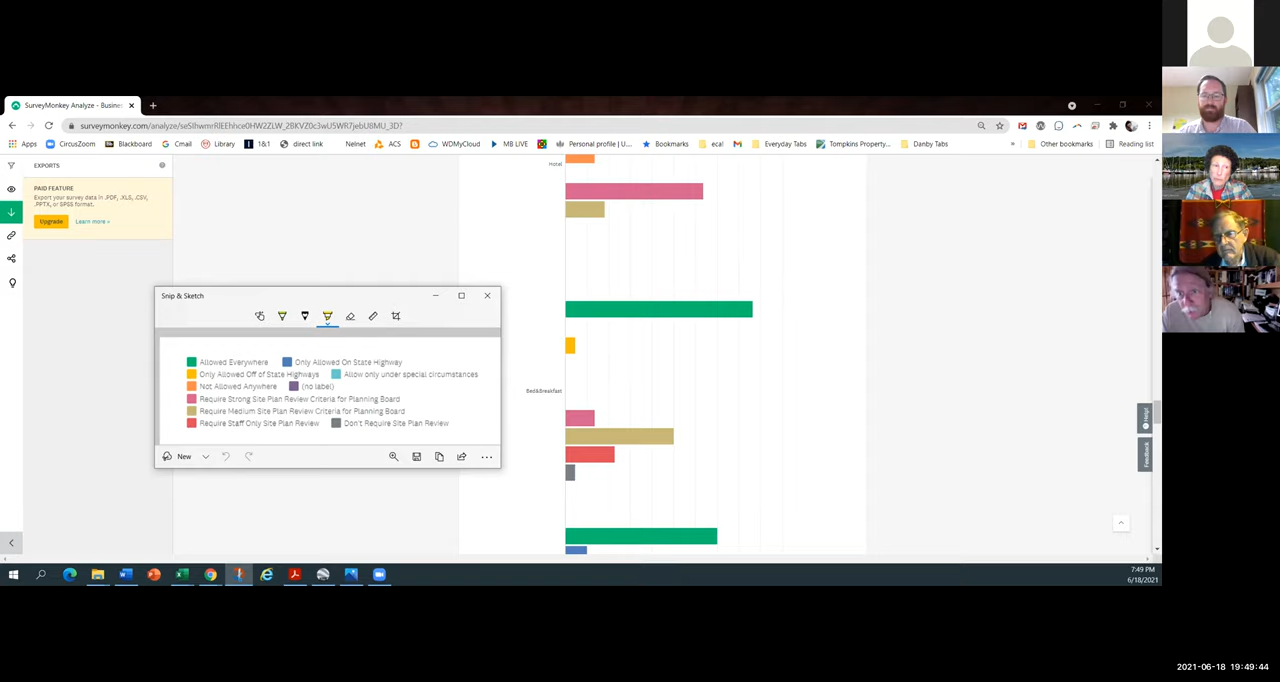 SurveyMonkey Analyze - Busine
Apps CircusZoom Blackboard Gmail Library 1&1 direct link Nelnet ACS WDMyCloud MB LIVE Personal profile | U... Bookmarks ecal Everyday Tabs Tompkins Property... Danby Tabs » Other bookmarks Reading list
EXPORTS
PAID FEATURE
Export your survey data in .PDF, .XLS, .CSV,
.PPTX, or SPSS format.
Upgrade Learn more »
Hotel
Snip & Sketch
Allowed Everywhere Only Allowed On State Highway
Only Allowed Off of State Highways Allow only under special circumstances
Not Allowed Anywhere (no label)
Require Strong Site Plan Review Criteria for Planning Board
Require Medium Site Plan Review Criteria for Planning Board
Require Staff Only Site Plan Review Don't Require Site Plan Review
New
Bed&Breakfast
Help!
Feedback
7:49 PM
6/18/2021
2021-06-18 19:49:44